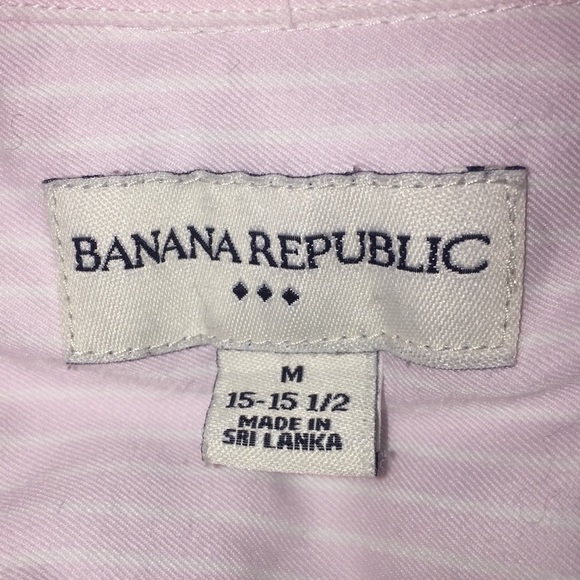 BANANA REPUBLIC
M
15-15 1/2
MADE IN
SRI LANKA